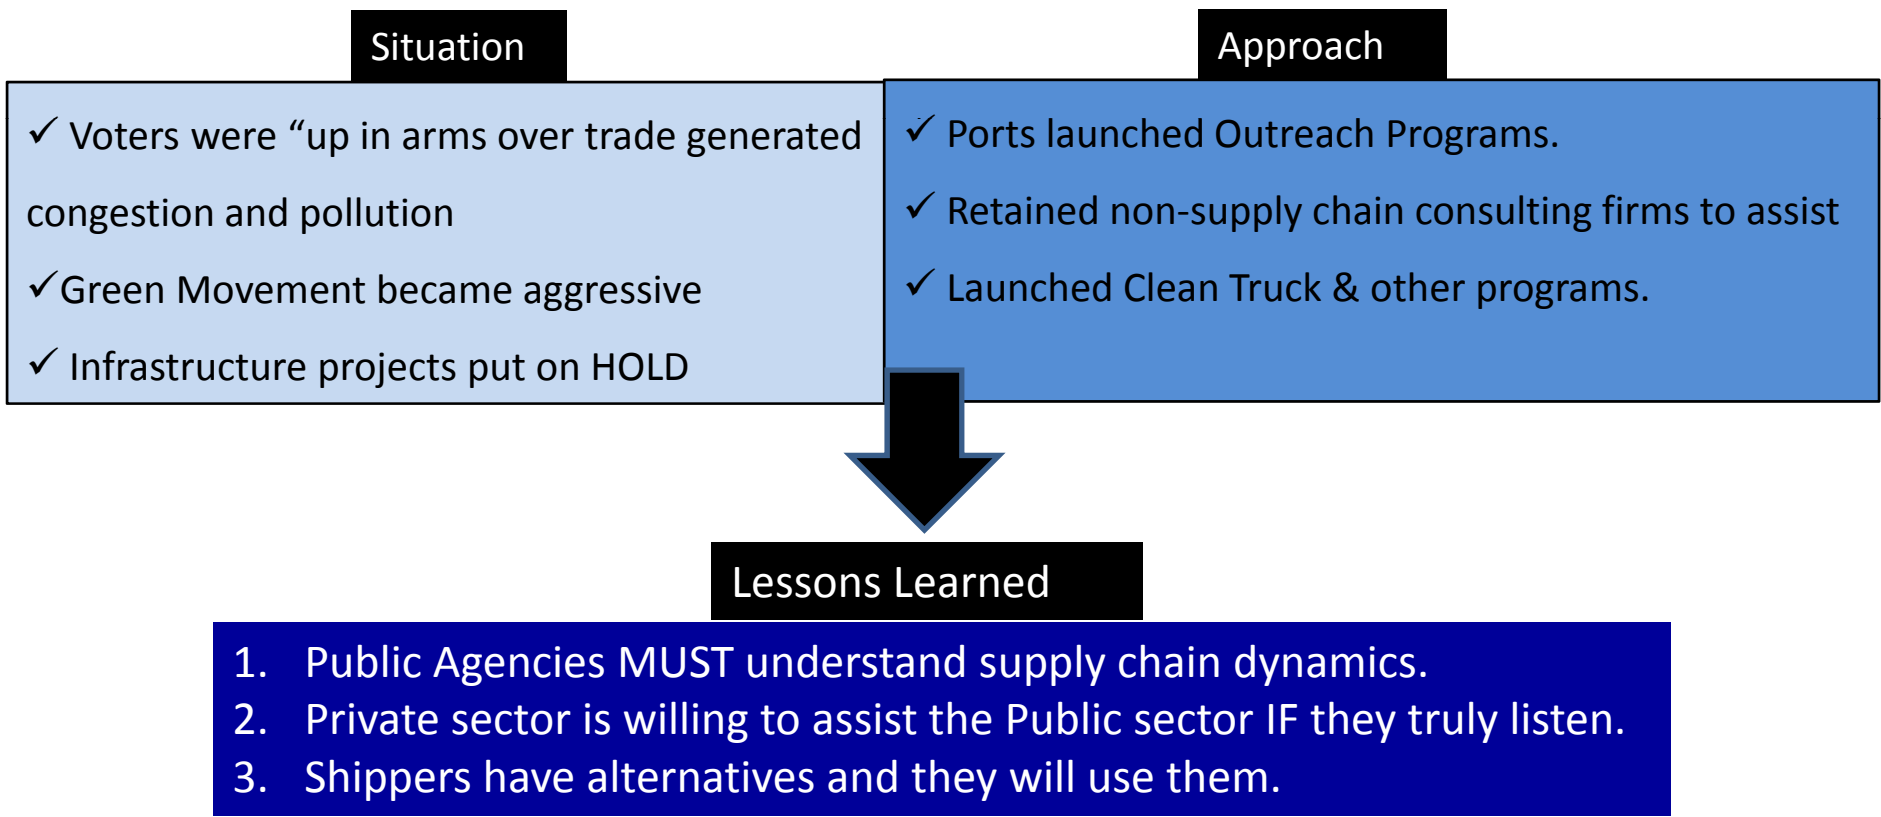 Situation
✓ Voters were “up in arms over trade generated
congestion and pollution
✓Green Movement became aggressive
✓ Infrastructure projects put on HOLD
Approach
✓ Ports launched Outreach Programs.
✓ Retained non-supply chain consulting firms to assist
✓ Launched Clean Truck & other programs.
Lessons Learned
1. Public Agencies MUST understand supply chain dynamics.
2. Private sector is willing to assist the Public sector IF they truly listen.
3. Shippers have alternatives and they will use them.